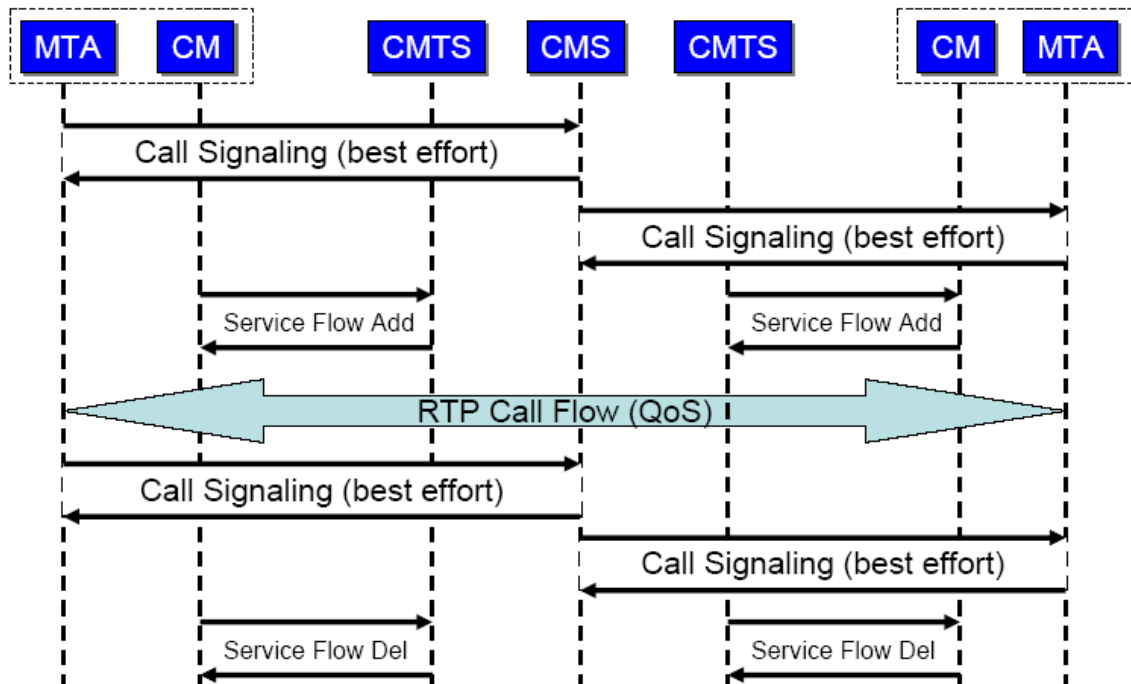 MTA CM CMTS CMS CMTS CM MTA
Call Signaling (best effort)
Call Signaling (best effort)
Service Flow Add Service Flow Add
RTP Call Flow (QoS)
Call Signaling (best effort)
Call Signaling (best effort)
Service Flow Del Service Flow Del